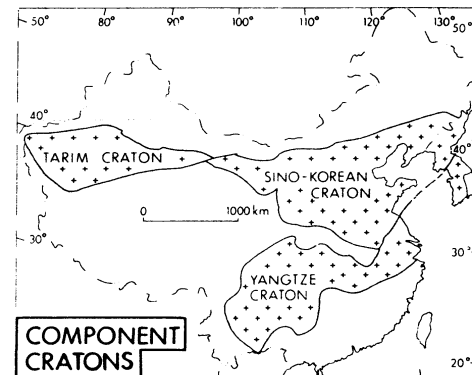 50° 80° 90° 100° 110° 120° 130° 50°
40°
40°
TARIM CRATON
SINO-KOREAN
CRATON
0 1000 km
30°
30°
YANGTZE
CRATON
COMPONENT
CRATONS
20°